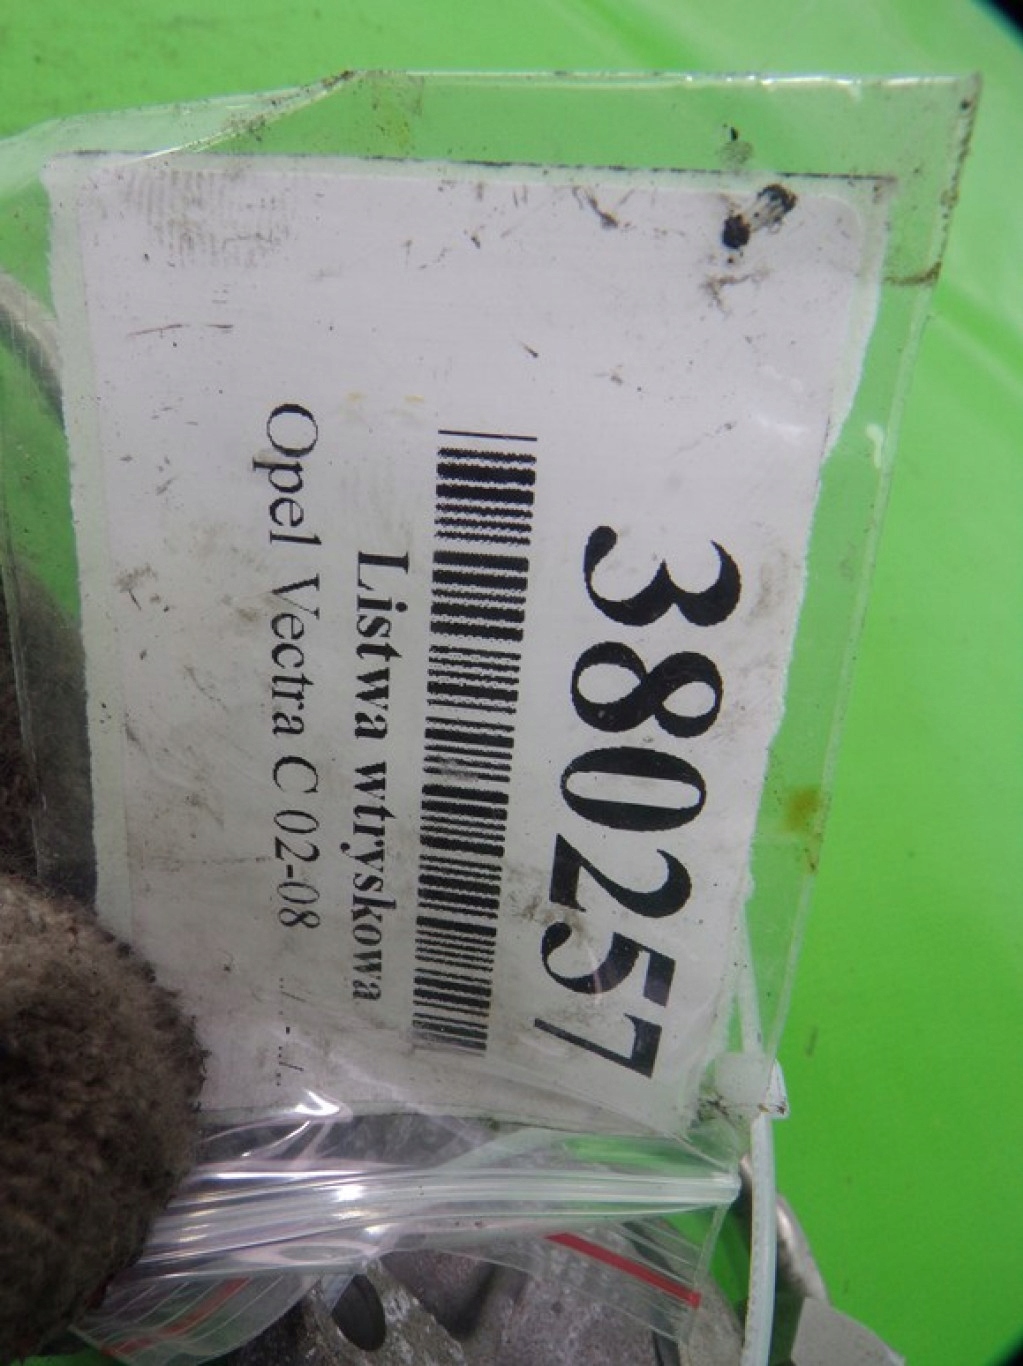 380257
Listwa wtryskowa
Opel Vectra C 02-08 ../.. - ../..